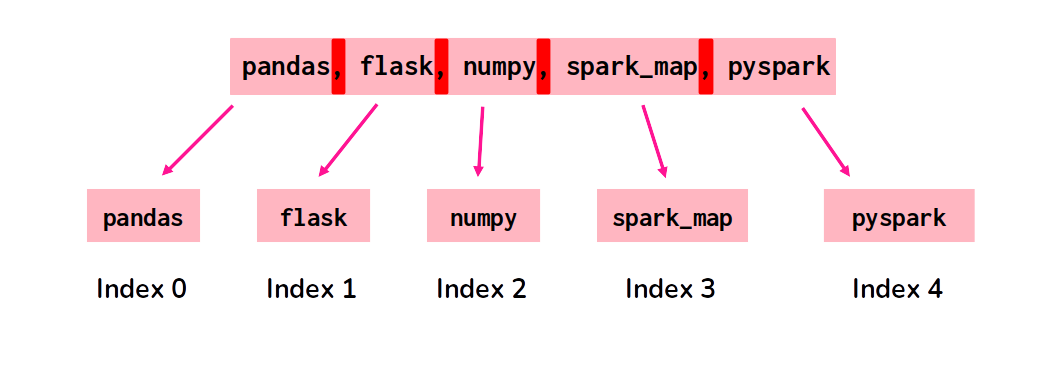 pandas, flask, numpy, spark_map, pyspark
pandas flask numpy spark_map pyspark
Index 0 Index 1 Index 2 Index 3 Index 4